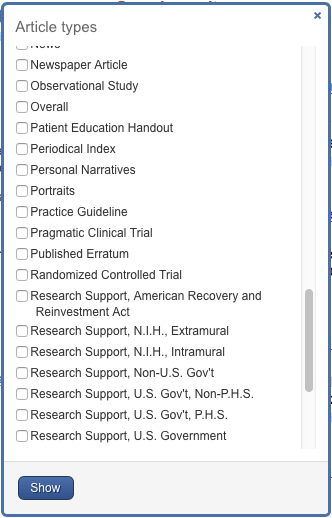 Article types
News
Newspaper Article
Observational Study
Overall
Patient Education Handout
Periodical Index
Personal Narratives
Portraits
Practice Guideline
Pragmatic Clinical Trial
Published Erratum
Randomized Controlled Trial
Research Support, American Recovery and
Reinvestment Act
Research Support, N.I.H., Extramural
Research Support, N.I.H., Intramural
Research Support, Non-U.S. Gov't
Research Support, U.S. Gov't, Non-P.H.S.
Research Support, U.S. Gov't, P.H.S.
Research Support, U.S. Government
Show